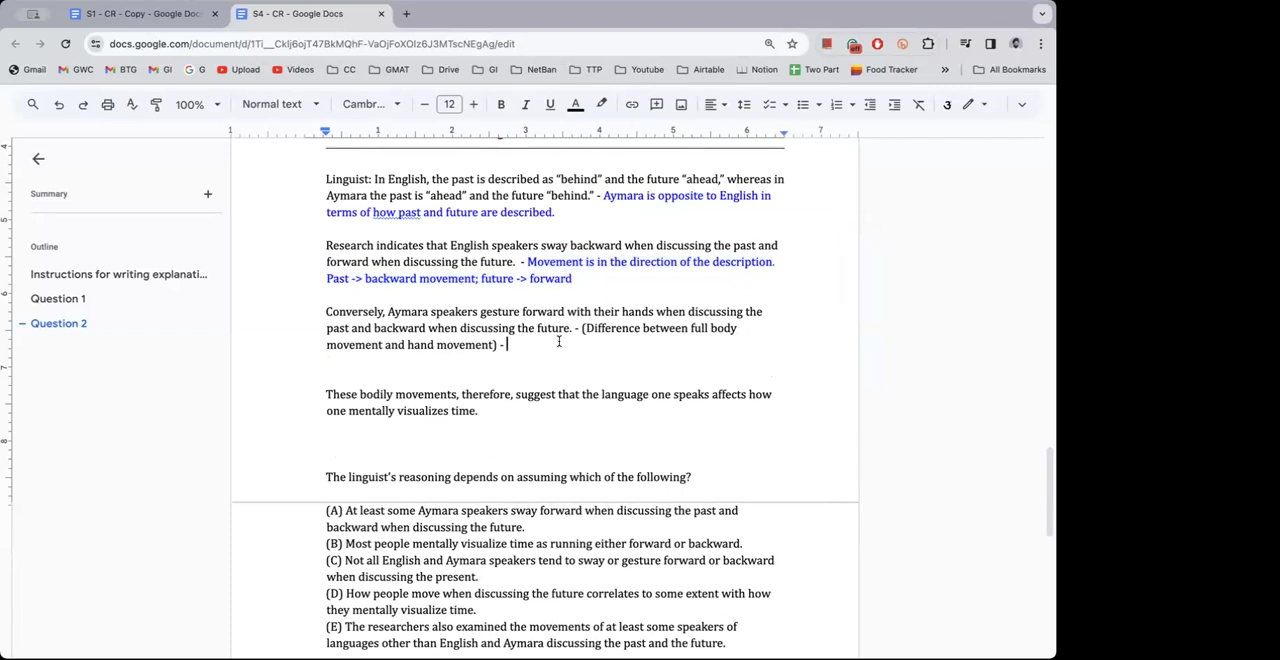 S1 - CR - Copy - Google Doc
S4 - CR - Google Docs
docs.google.com/document/d/1Ti__Cklj6ojT47BkMQhF-VaOjFoXOlz6J3MTscNEgAg/edit
Gmail GWC BTG GI G Upload Videos CC GMAT Drive GI NetBan TTP Youtube Airtable Notion Two Part Food Tracker » All Bookmarks
100% Normal text Cambr... 12 B I U A
1 1 2 3 4 5 6 7
Summary
Outline
Instructions for writing explanati...
Question 1
Question 2
Linguist: In English, the past is described as “behind” and the future “ahead,” whereas in
Aymara the past is “ahead” and the future “behind.” - Aymara is opposite to English in
terms of how past and future are described.
Research indicates that English speakers sway backward when discussing the past and
forward when discussing the future. - Movement is in the direction of the description.
Past -> backward movement; future -> forward
Conversely, Aymara speakers gesture forward with their hands when discussing the
past and backward when discussing the future. - (Difference between full body
movement and hand movement) -
These bodily movements, therefore, suggest that the language one speaks affects how
one mentally visualizes time.
The linguist’s reasoning depends on assuming which of the following?
(A) At least some Aymara speakers sway forward when discussing the past and
backward when discussing the future.
(B) Most people mentally visualize time as running either forward or backward.
(C) Not all English and Aymara speakers tend to sway or gesture forward or backward
when discussing the present.
(D) How people move when discussing the future correlates to some extent with how
they mentally visualize time.
(E) The researchers also examined the movements of at least some speakers of
languages other than English and Aymara discussing the past and the future.